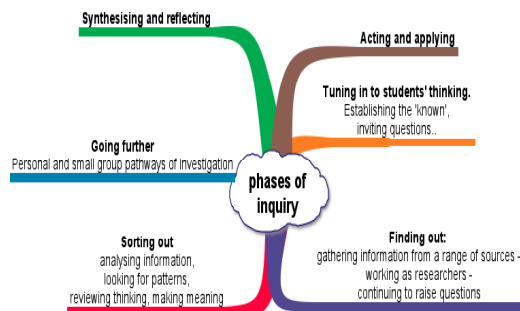 Synthesising and reflecting
Acting and applying
Tuning in to students' thinking.
Establishing the 'known',
inviting questions..
Going further
Personal and small group pathways of investigation
phases of
inquiry
Sorting out
analysing information,
looking for patterns,
reviewing thinking, making meaning
Finding out:
gathering information from a range of sources -
working as researchers -
continuing to raise questions